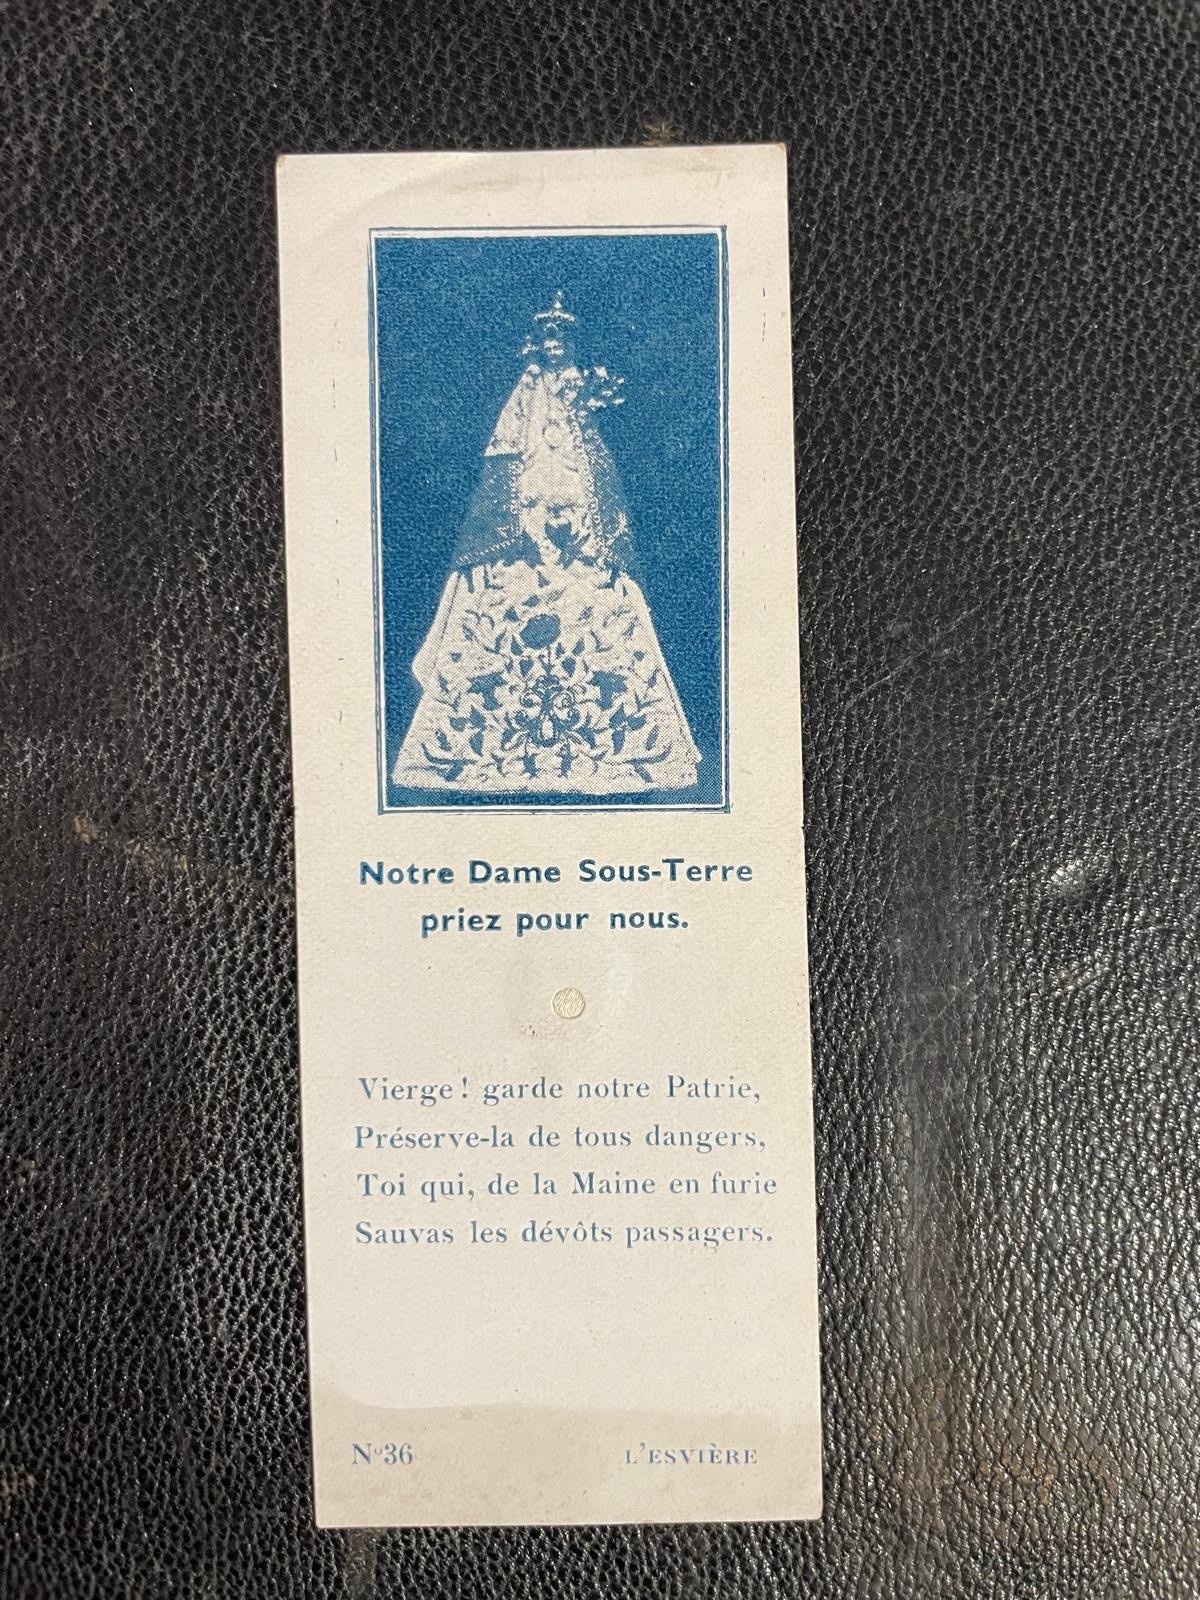 Notre Dame Sous-Terre
priez pour nous.
Vierge ! garde notre Patrie,
Préserve-la de tous dangers,
Toi qui, de la Maine en furie
Sauvas les dévôts passagers.
Nº 36
L'ESVIÈRE